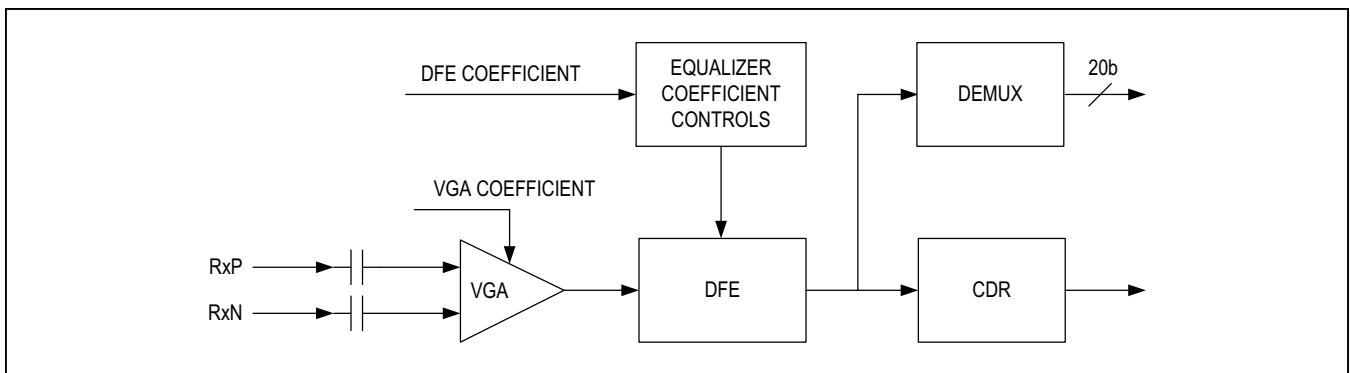 DFE COEFFICIENT
EQUALIZER
COEFFICIENT
CONTROLS
DEMUX
20b
VGA COEFFICIENT
RxP
RxN
VGA
DFE
CDR